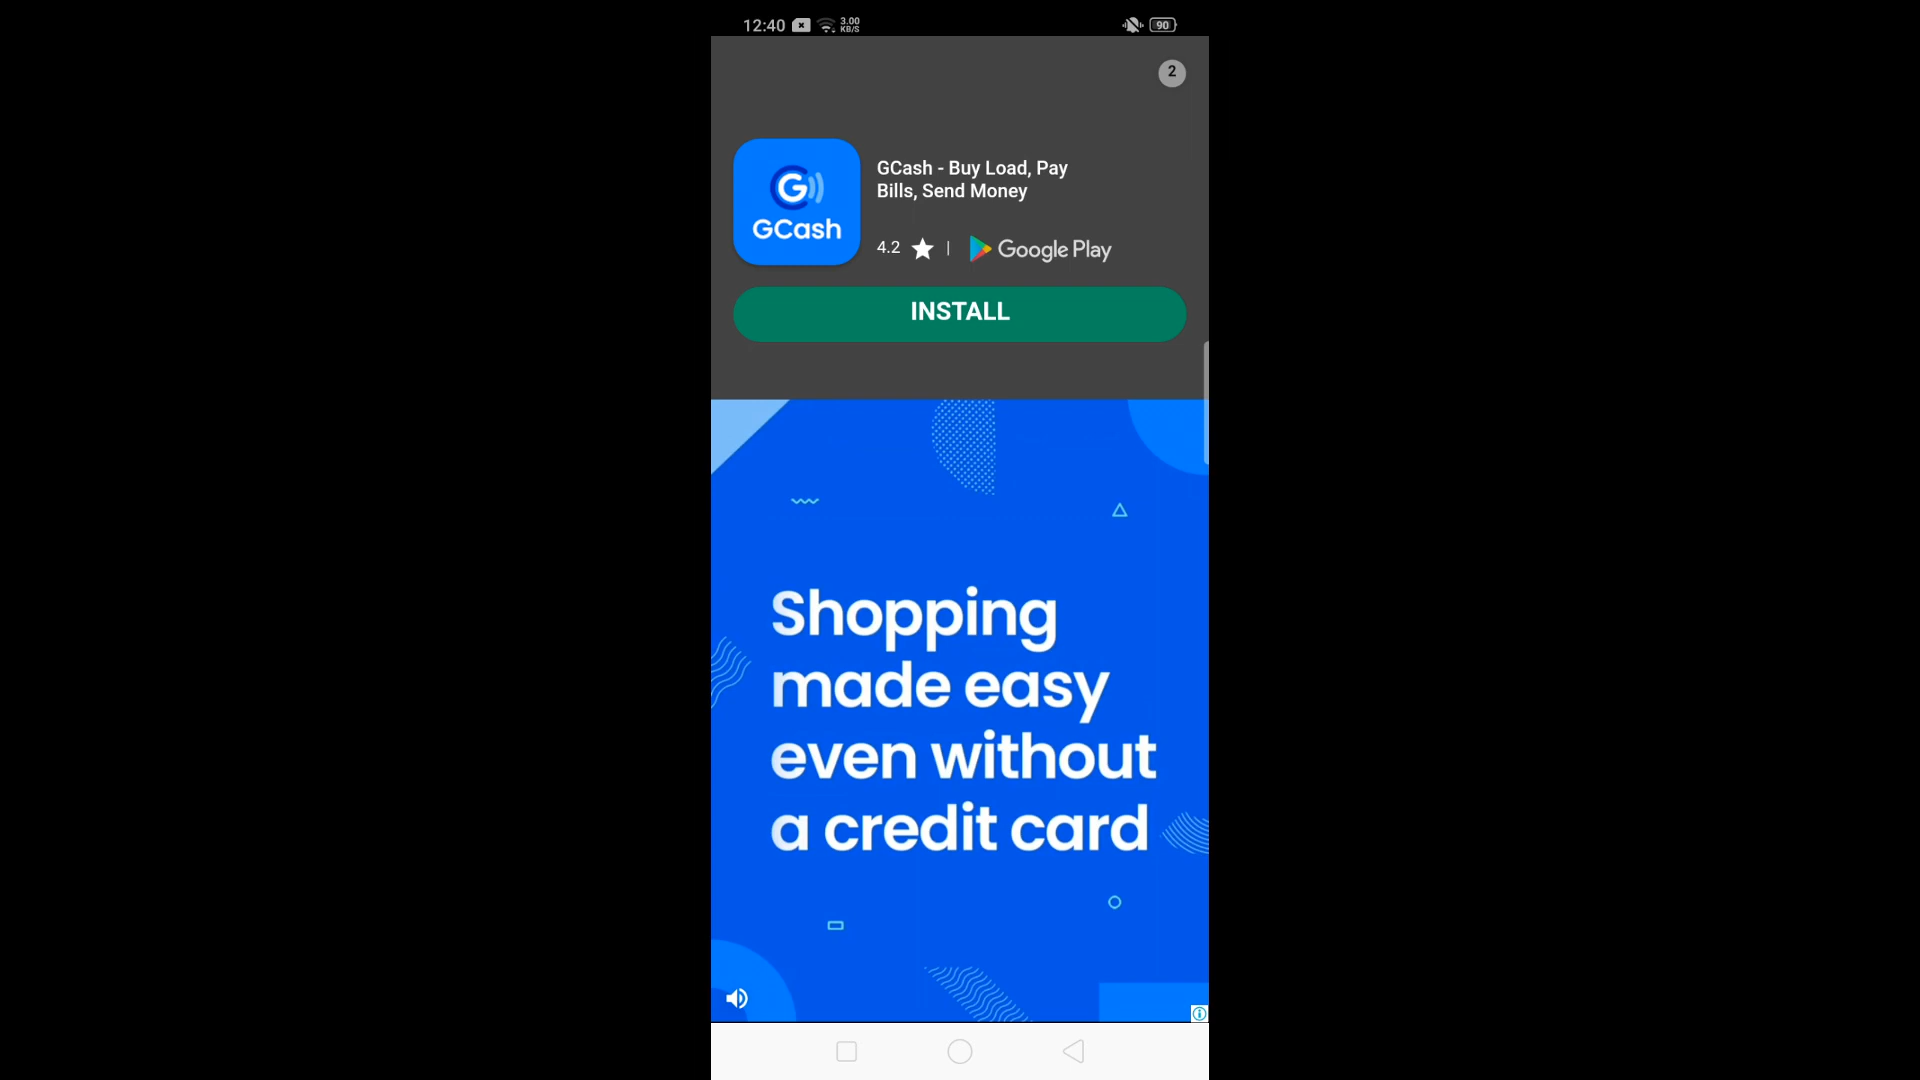 12:40 3.00 KB/S 90
2
GCash
GCash - Buy Load, Pay
Bills, Send Money
4.2 | Google Play
INSTALL
Shopping
made easy
even without
a credit card